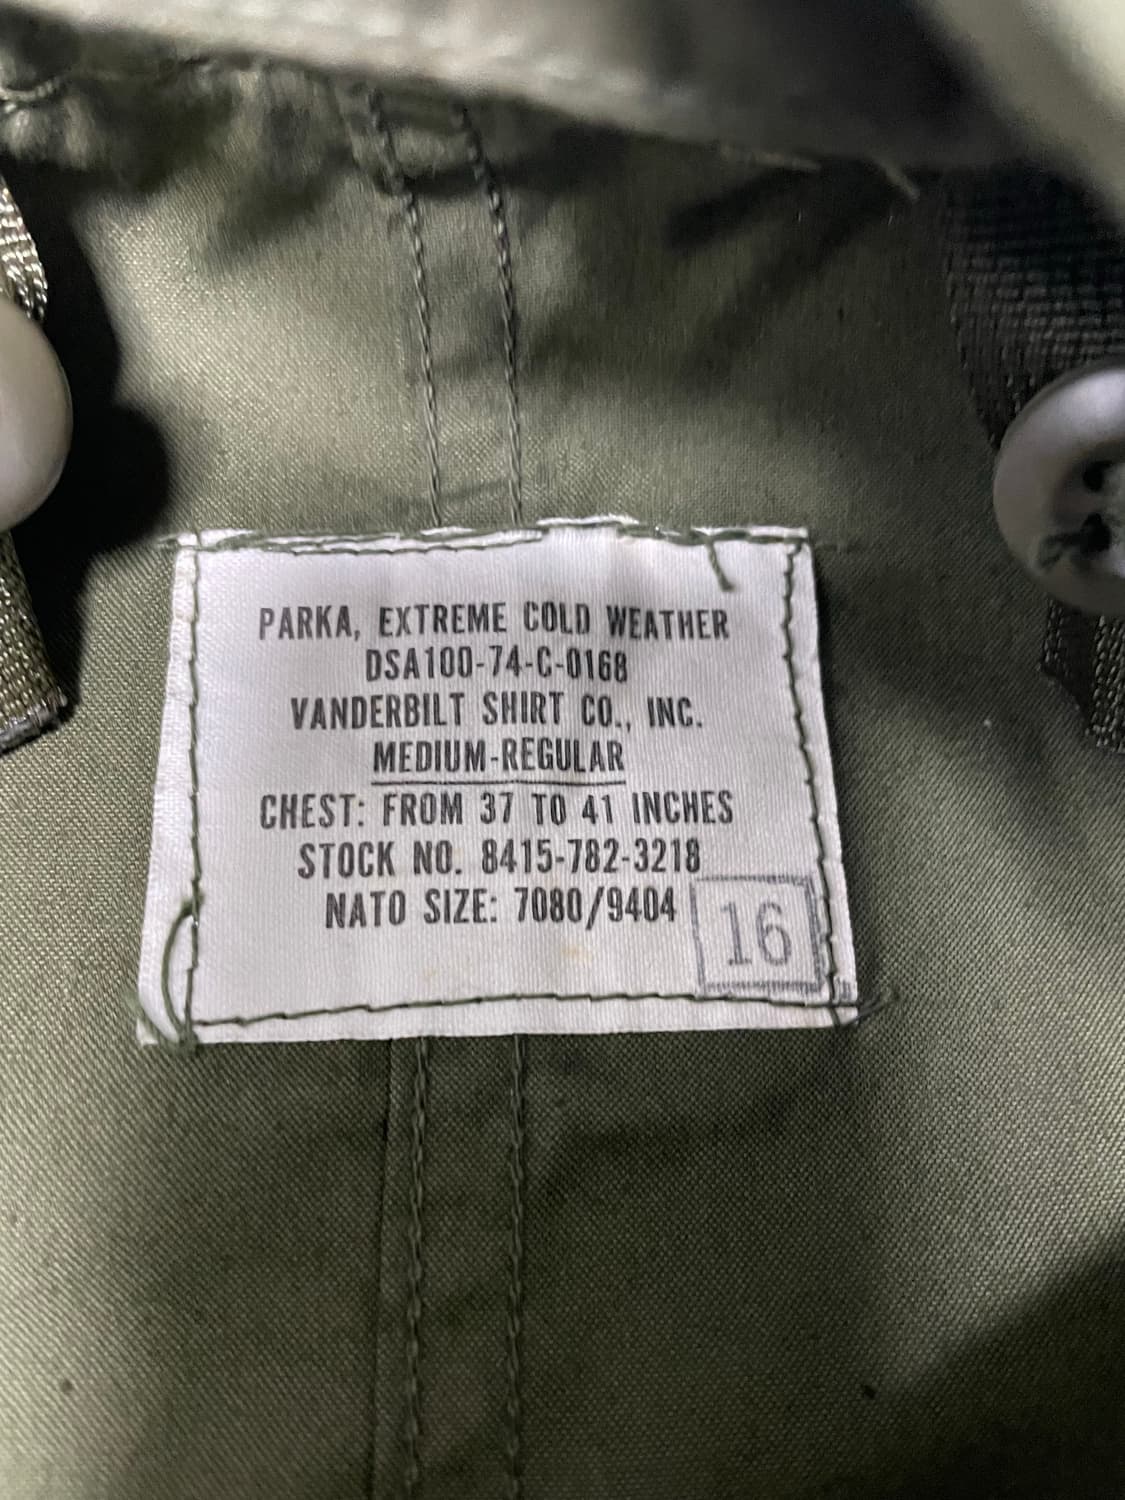 PARKA, EXTREME COLD WEATHER
DSA100-74-C-0168
VANDERBILT SHIRT CO., INC.
MEDIUM-REGULAR
CHEST: FROM 37 TO 41 INCHES
STOCK NO. 8415-782-3218
NATO SIZE: 7080/9404
16